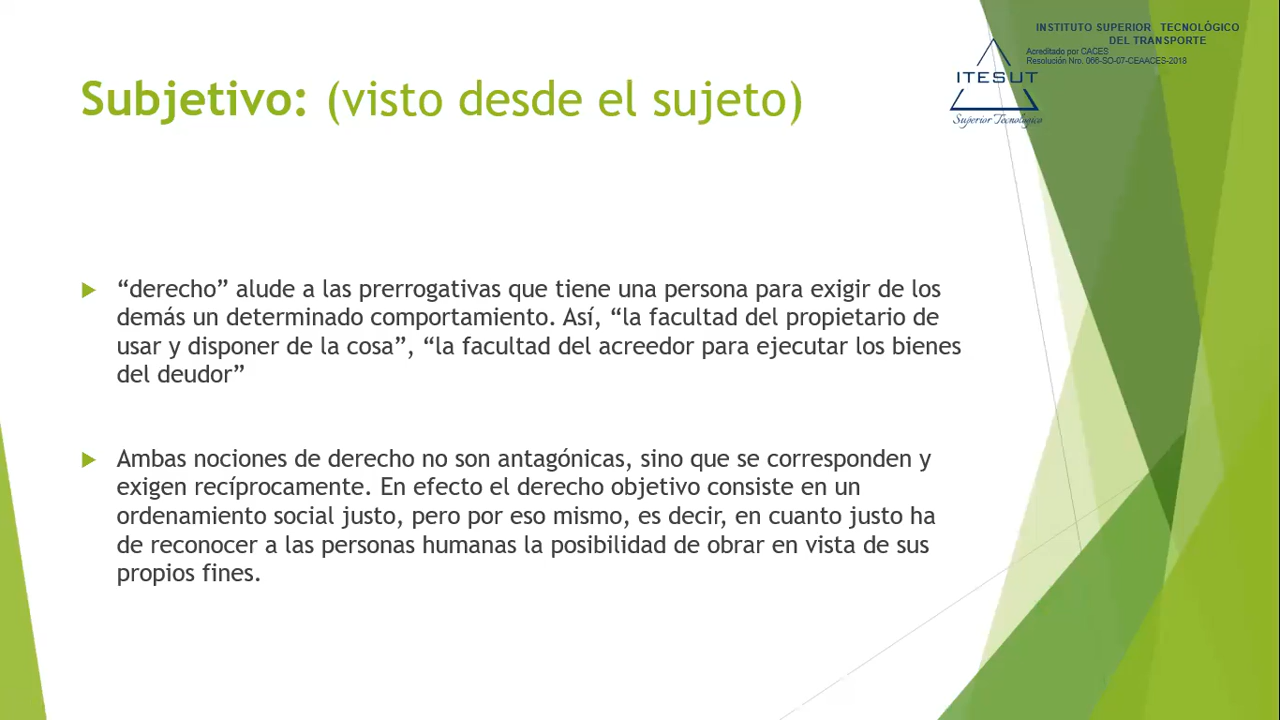 INSTITUTO SUPERIOR TECNOLÓGICO
DEL TRANSPORTE
Acreditado por CACES
Resolución Nro. 066-SO-07-CEAACES-2018
ITESUT
Superior Tecnológico
Subjetivo: (visto desde el sujeto)
“derecho” alude a las prerrogativas que tiene una persona para exigir de los
demás un determinado comportamiento. Así, “la facultad del propietario de
usar y disponer de la cosa”, “la facultad del acreedor para ejecutar los bienes
del deudor”
Ambas nociones de derecho no son antagónicas, sino que se corresponden y
exigen recíprocamente. En efecto el derecho objetivo consiste en un
ordenamiento social justo, pero por eso mismo, es decir, en cuanto justo ha
de reconocer a las personas humanas la posibilidad de obrar en vista de sus
propios fines.